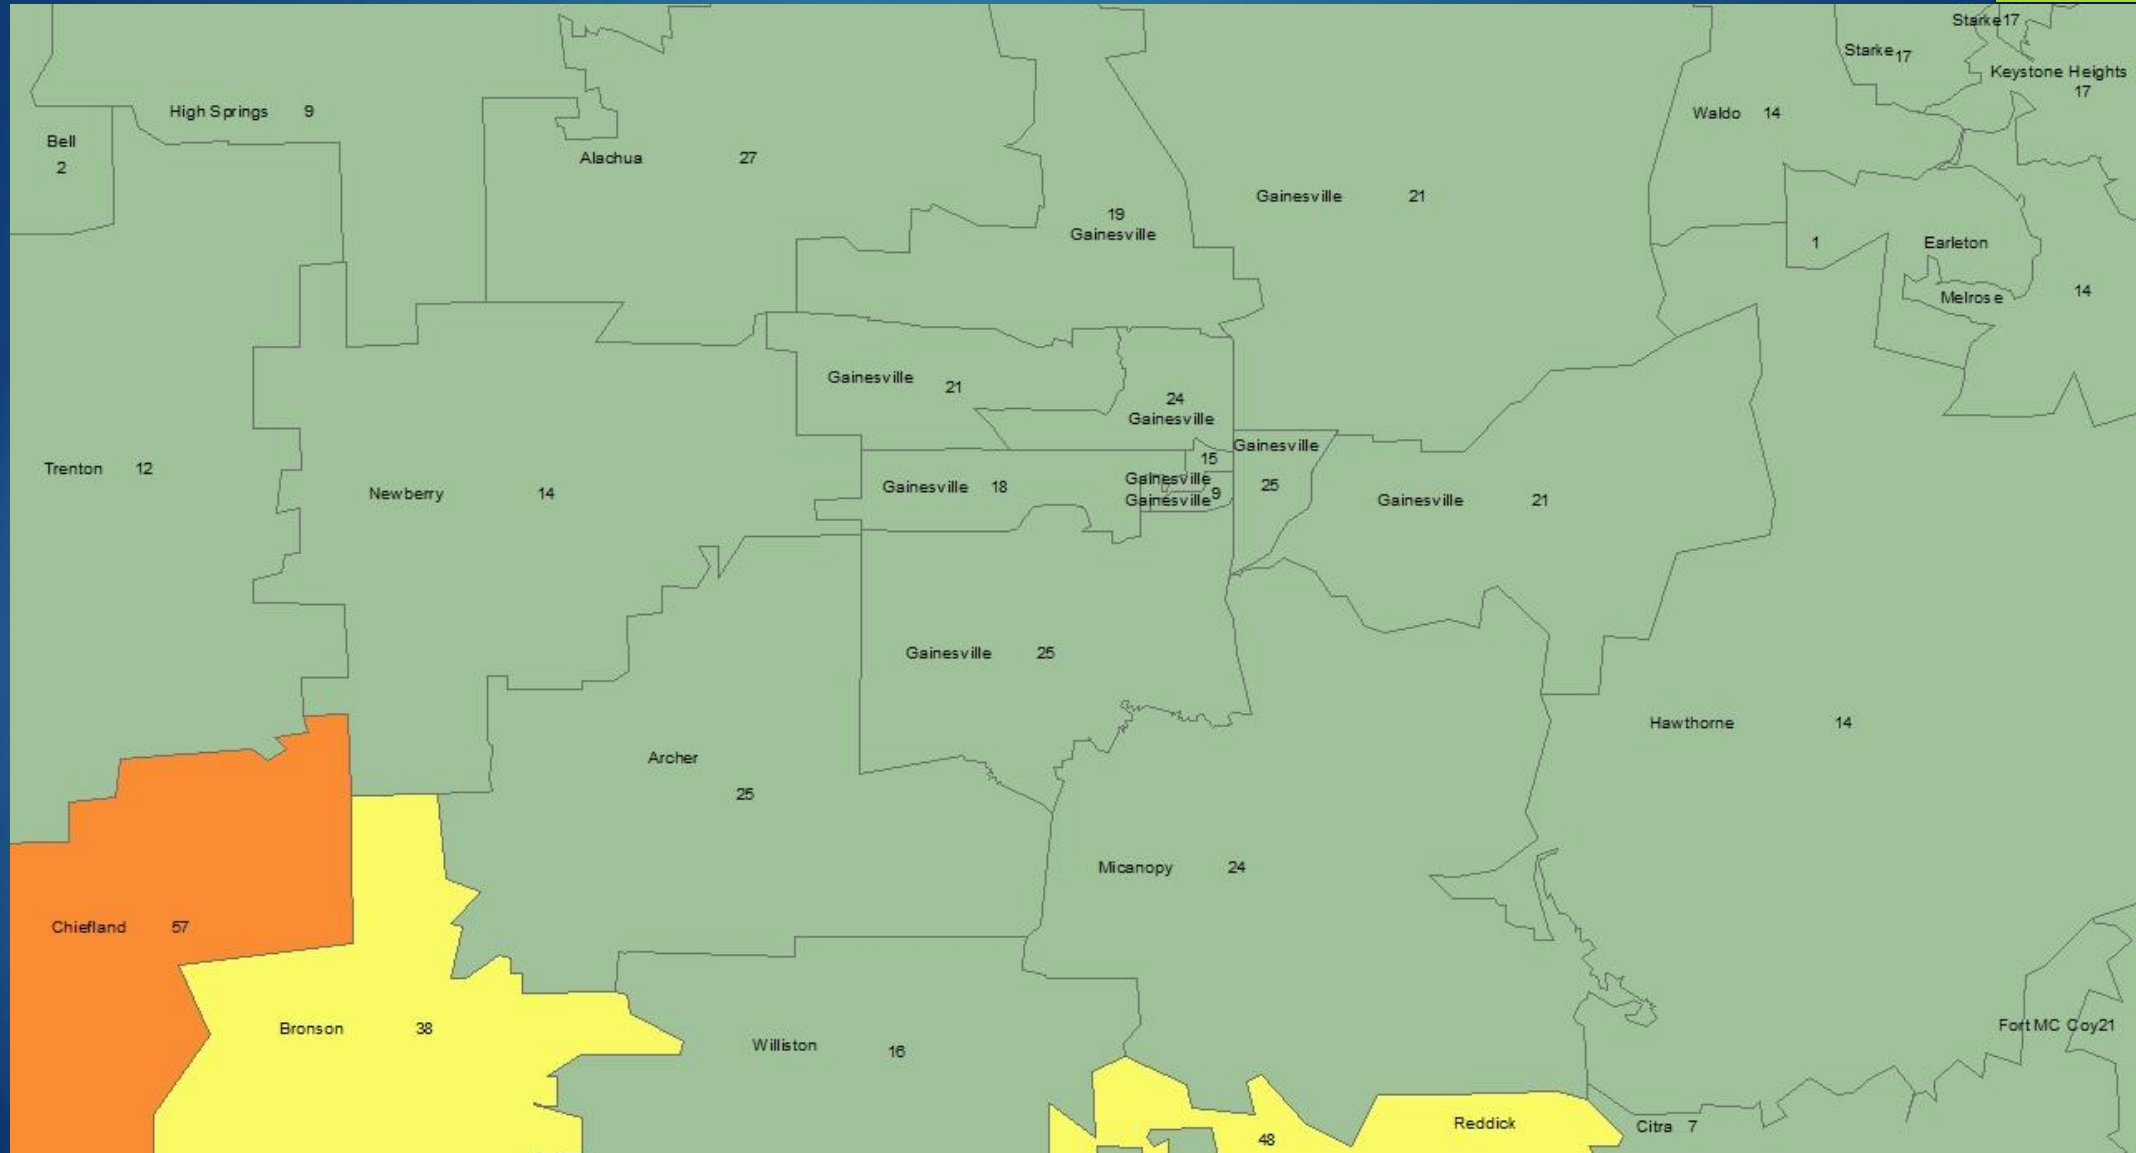 Starke 17
Starke 17
Keystone Heights
17
High Springs 9
Waldo 14
Bell
2
Alachua 27
Gainesville 21
19
Gainesville
1
Earleton
Melrose
14
Gainesville 21
24
Gainesville
Gainesville
25
15
Gainesville
Gainesville 9
Trenton 12
Newberry 14
Gainesville 18
Gainesville 21
Gainesville 25
Hawthorne 14
Archer
25
Micanopy 24
Chiefland 57
Bronson 38
Williston 16
Fort MC Coy 21
Reddick
48
Citra 7